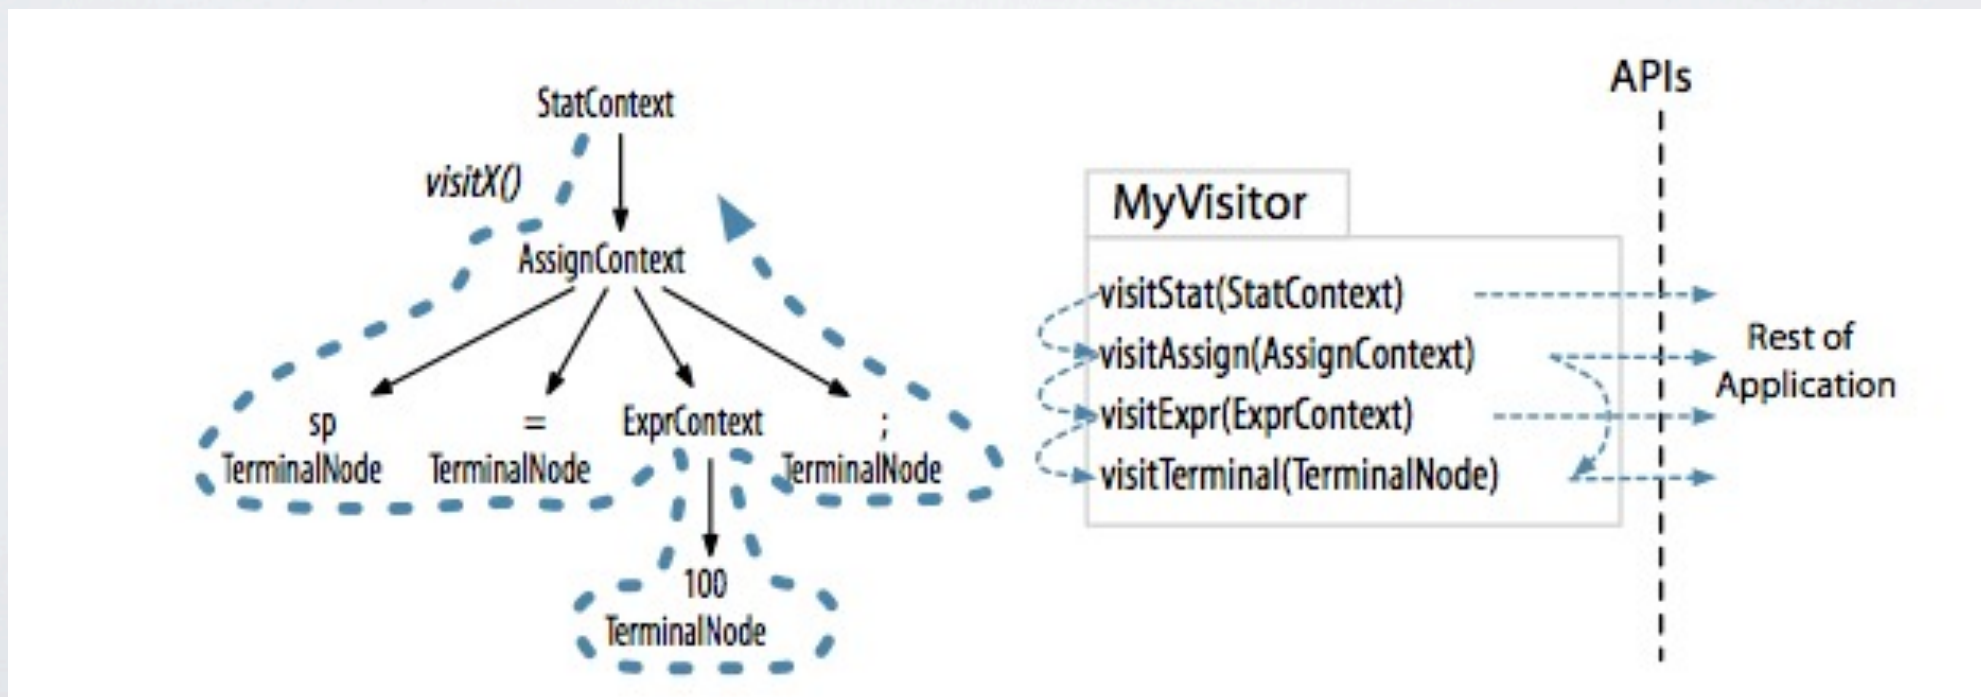 StatContext
visitX()
AssignContext
sp
TerminalNode
=
TerminalNode
ExprContext
;
TerminalNode
100
TerminalNode
MyVisitor
visitStat(StatContext)
visitAssign(AssignContext)
visitExpr(ExprContext)
visitTerminal(TerminalNode)
APIs
Rest of
Application